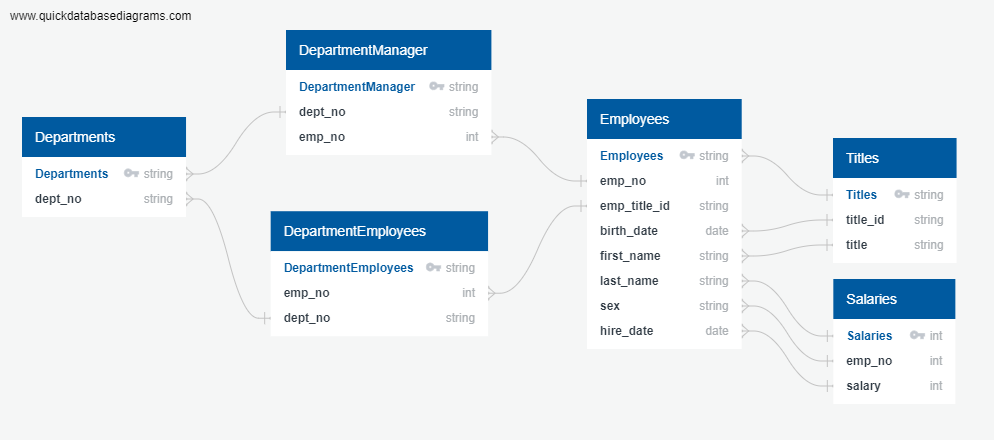 www.quickdatabasediagrams.com
DepartmentManager
DepartmentManager string
dept_no string
emp_no int
Departments
Departments string
dept_no string
DepartmentEmployees
DepartmentEmployees string
emp_no int
dept_no string
Employees
Employees string
emp_no int
emp_title_id string
birth_date date
first_name string
last_name string
sex string
hire_date date
Titles
Titles string
title_id string
title string
Salaries
Salaries int
emp_no int
salary int